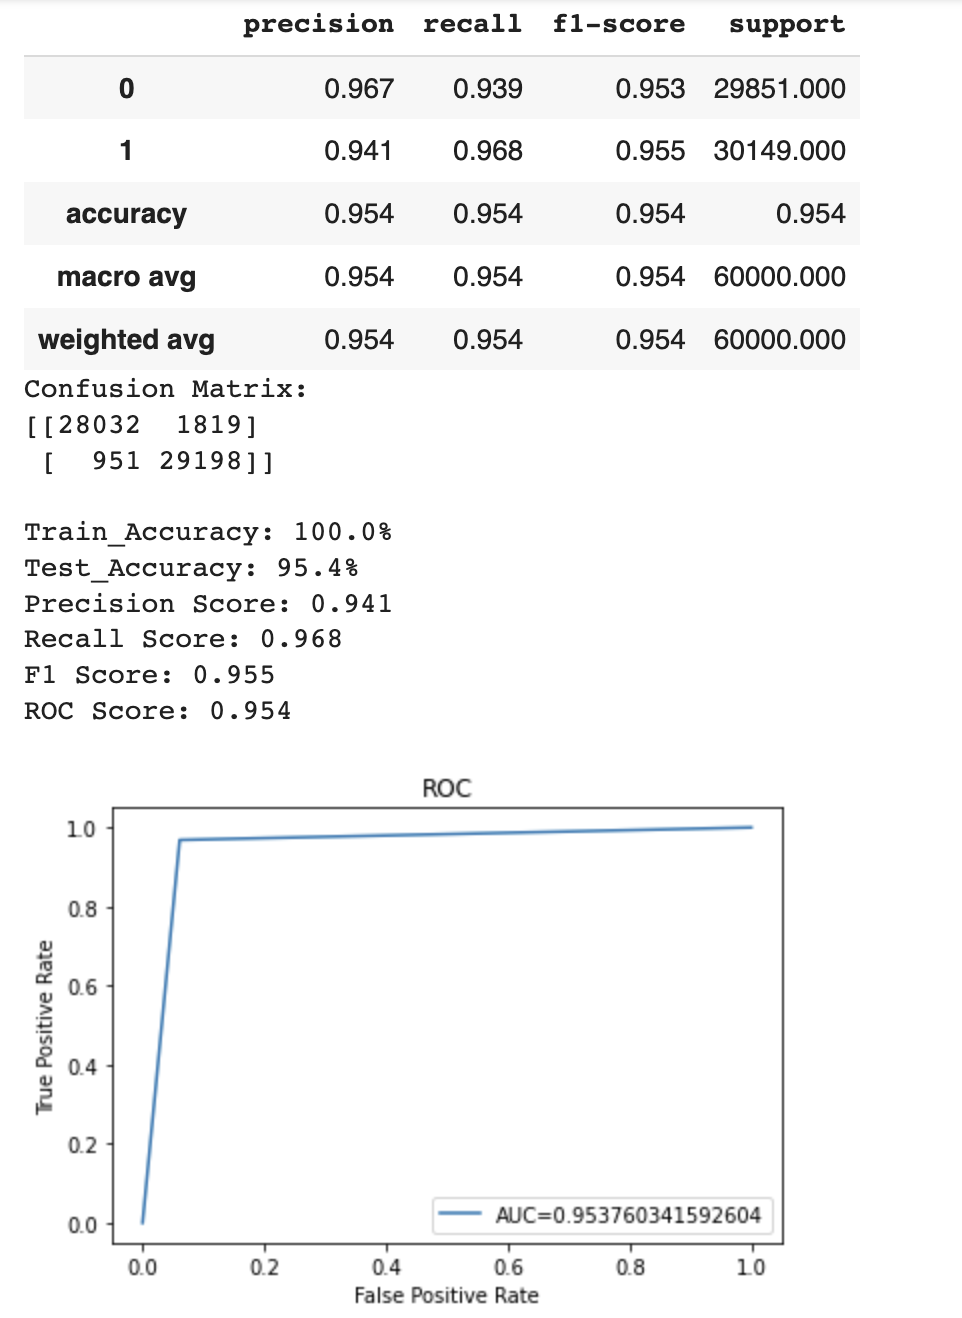 precision recall f1-score support
0 0.967 0.939 0.953 29851.000
1 0.941 0.968 0.955 30149.000
accuracy 0.954 0.954 0.954 0.954
macro avg 0.954 0.954 0.954 60000.000
weighted avg 0.954 0.954 0.954 60000.000
Confusion Matrix:
[[28032 1819]
[ 951 29198]]
Train_Accuracy: 100.0%
Test_Accuracy: 95.4%
Precision Score: 0.941
Recall Score: 0.968
F1 Score: 0.955
ROC Score: 0.954
ROC
1.0
0.8
0.6
0.4
0.2
0.0
True Positive Rate
AUC=0.953760341592604
0.0 0.2 0.4 0.6 0.8 1.0
False Positive Rate